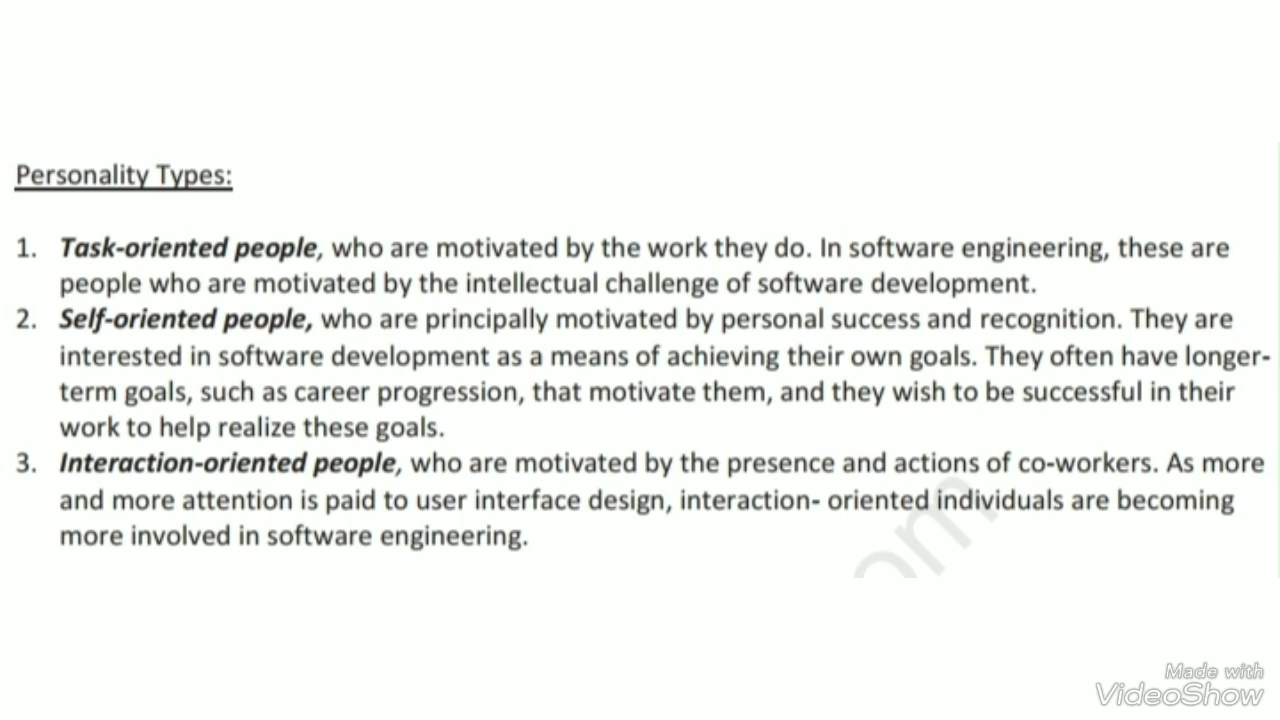 Personality Types:
1. Task-oriented people, who are motivated by the work they do. In software engineering, these are
people who are motivated by the intellectual challenge of software development.
2. Self-oriented people, who are principally motivated by personal success and recognition. They are
interested in software development as a means of achieving their own goals. They often have longer-
term goals, such as career progression, that motivate them, and they wish to be successful in their
work to help realize these goals.
3. Interaction-oriented people, who are motivated by the presence and actions of co-workers. As more
and more attention is paid to user interface design, interaction- oriented individuals are becoming
more involved in software engineering.
om
Made with
VideoShow